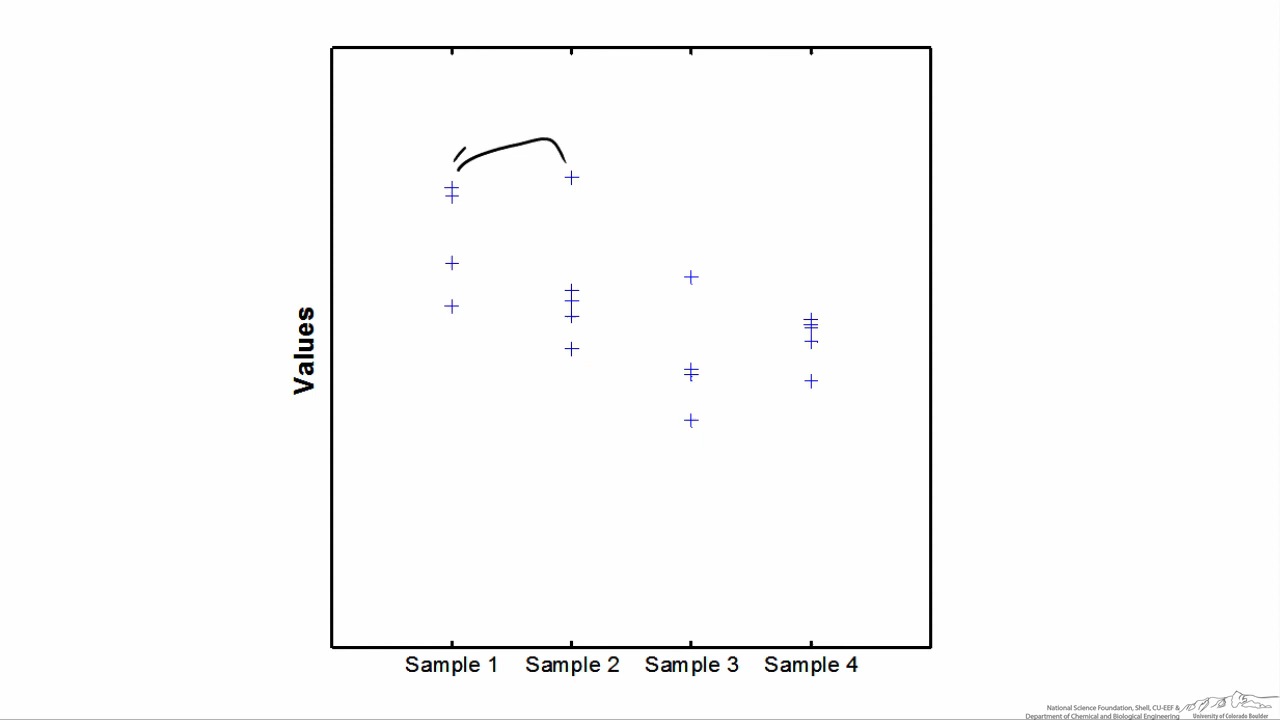 Values
Sample 1 Sample 2 Sample 3 Sample 4
National Science Foundation, Shell, CU-EEF &
Department of Chemical and Biological Engineering
University of Colorado Boulder